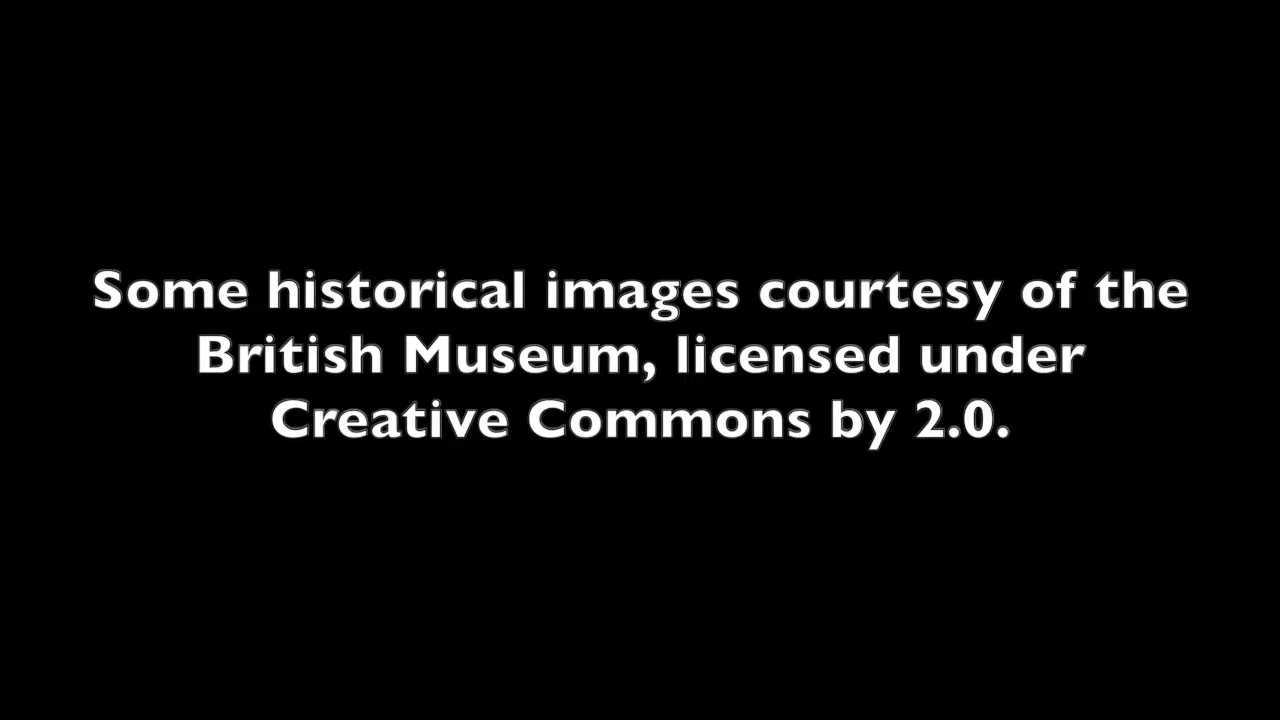 Some historical images courtesy of the
British Museum, licensed under
Creative Commons by 2.0.